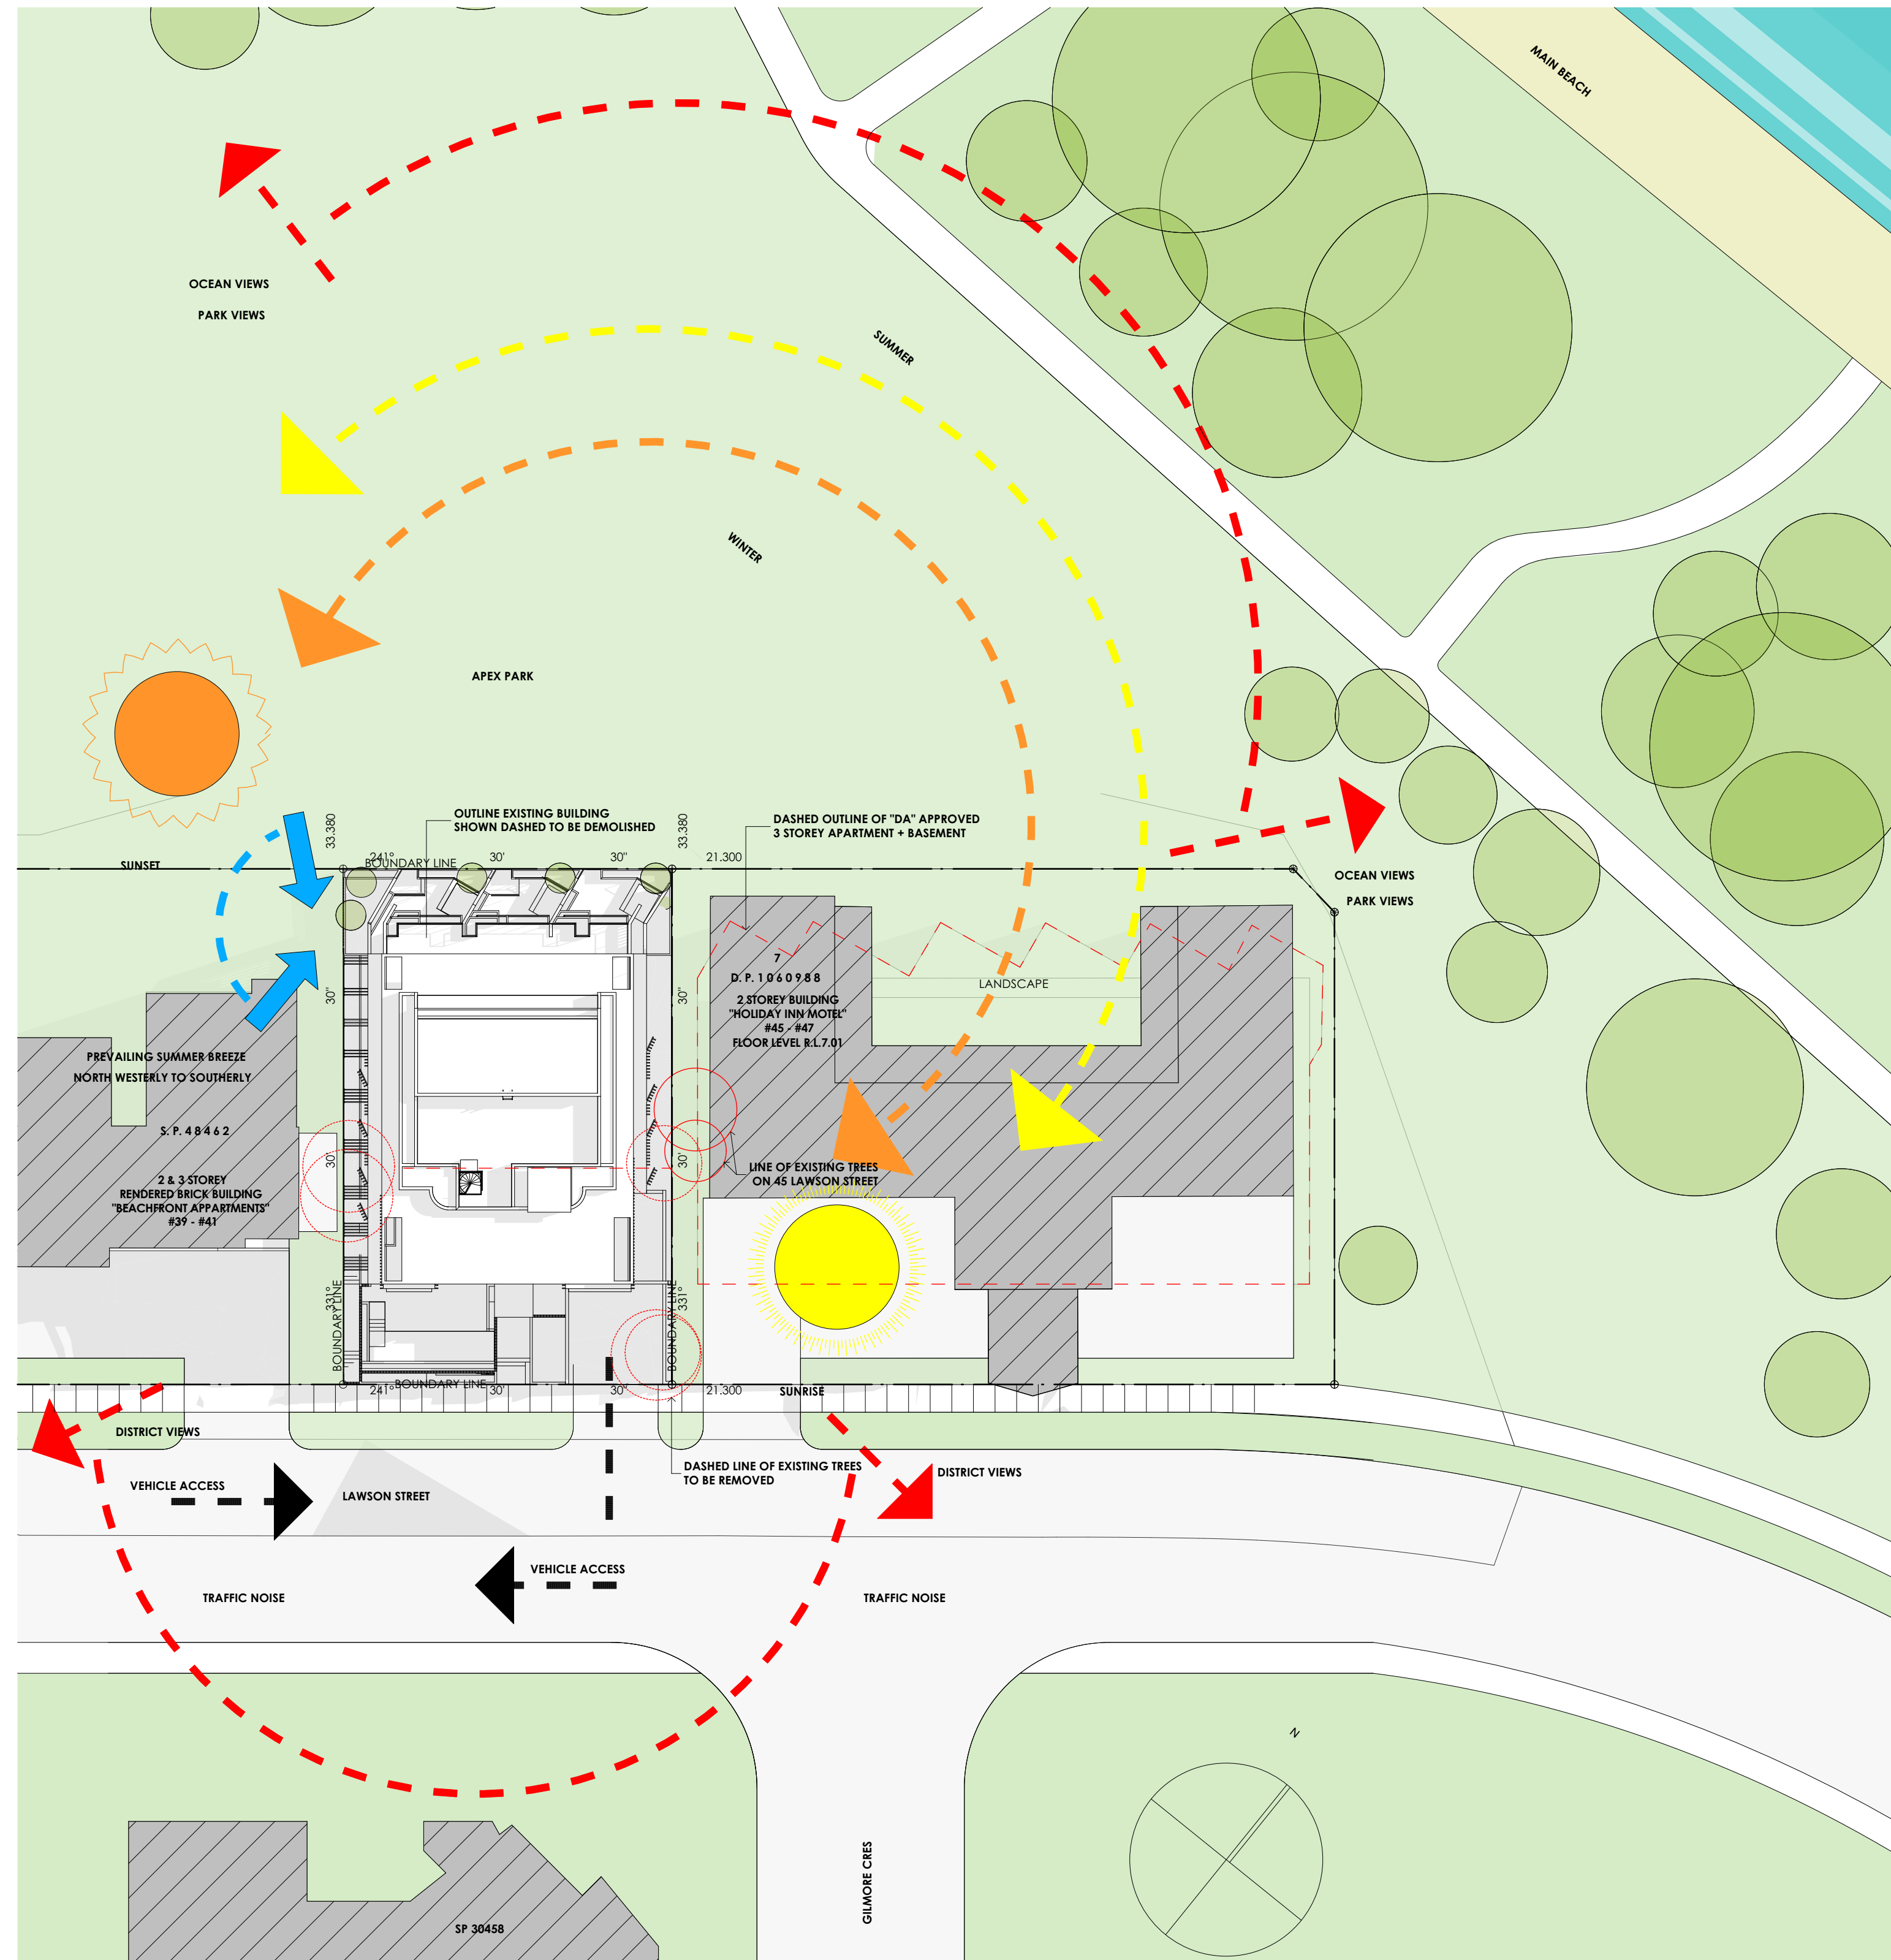 MAIN BEACH
OCEAN VIEWS
PARK VIEWS
SUMMER
WINTER
APEX PARK
OUTLINE EXISTING BUILDING
SHOWN DASHED TO BE DEMOLISHED
DASHED OUTLINE OF "DA" APPROVED
3 STOREY APARTMENT + BASEMENT
33.380
33.380
SUNSET
241°
30'
30"
BOUNDARY LINE
21.300
OCEAN VIEWS
PARK VIEWS
7
D. P. 1 0 6 0 9 8 8
2 STOREY BUILDING
"HOLIDAY INN MOTEL"
#45 - #47
FLOOR LEVEL R.L.7.01
LANDSCAPE
30"
30"
PREVAILING SUMMER BREEZE
NORTH WESTERLY TO SOUTHERLY
S. P. 4 8 4 6 2
30'
30'
LINE OF EXISTING TREES
ON 45 LAWSON STREET
2 & 3 STOREY
RENDERED BRICK BUILDING
"BEACHFRONT APPARTMENTS"
#39 - #41
331°
BOUNDARY LINE
331°
BOUNDARY LINE
241°
BOUNDARY LINE
30'
30"
21.300
SUNRISE
DISTRICT VIEWS
DASHED LINE OF EXISTING TREES
TO BE REMOVED
DISTRICT VIEWS
VEHICLE ACCESS
LAWSON STREET
VEHICLE ACCESS
TRAFFIC NOISE
TRAFFIC NOISE
N
GILMORE CRES
SP 30458